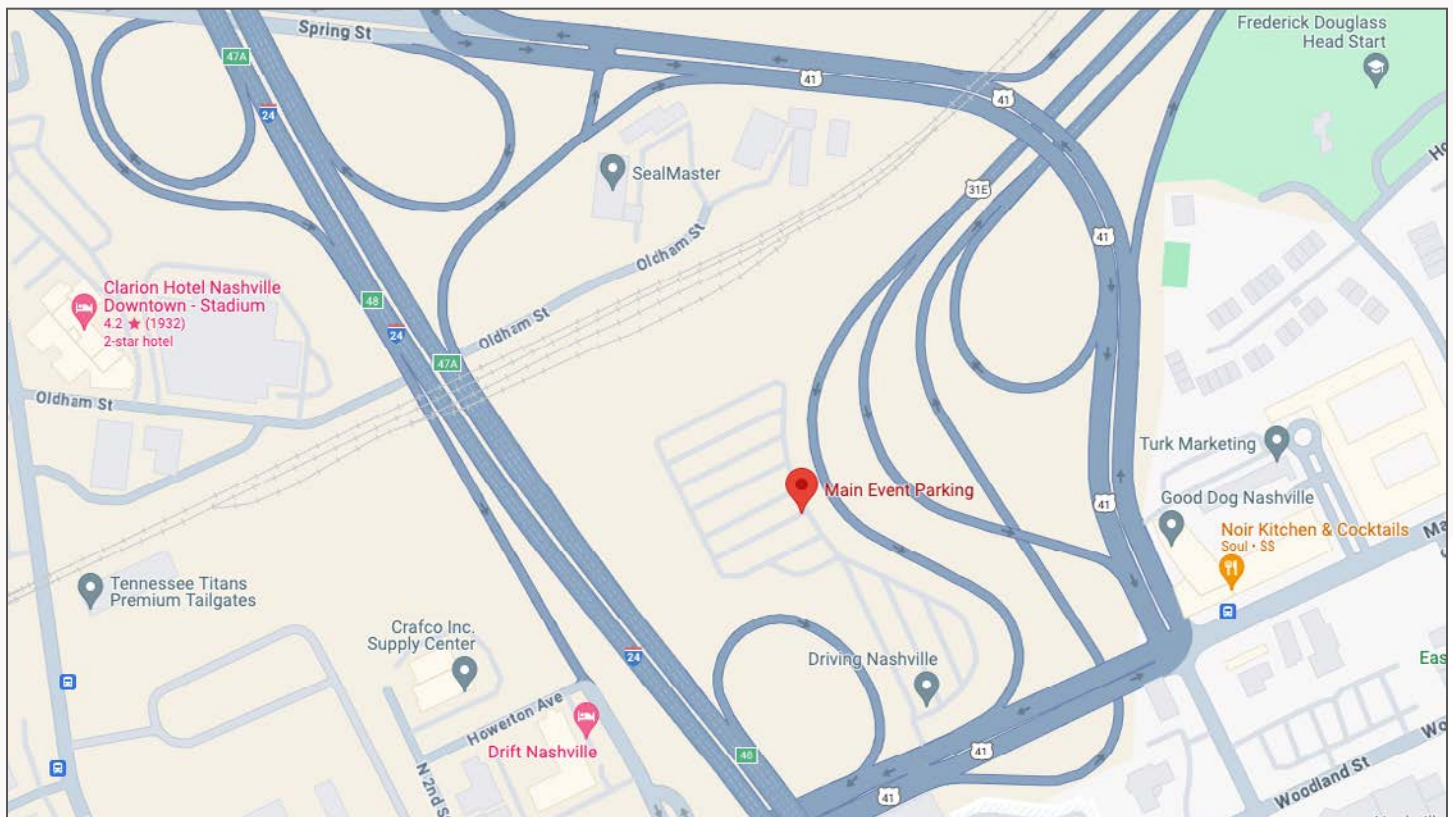 Spring St
47A
24
41
41
Frederick Douglass
Head Start
SealMaster
31E
41
Oldham St
Clarion Hotel Nashville
Downtown - Stadium
4.2 ★ (1932)
2-star hotel
48
24
Oldham St
47A
Oldham St
Turk Marketing
Main Event Parking
41
Good Dog Nashville
Noir Kitchen & Cocktails
Soul · $$
Tennessee Titans
Premium Tailgates
Crafco Inc.
Supply Center
24
Driving Nashville
Howerton Ave
Drift Nashville
41
41
Woodland St